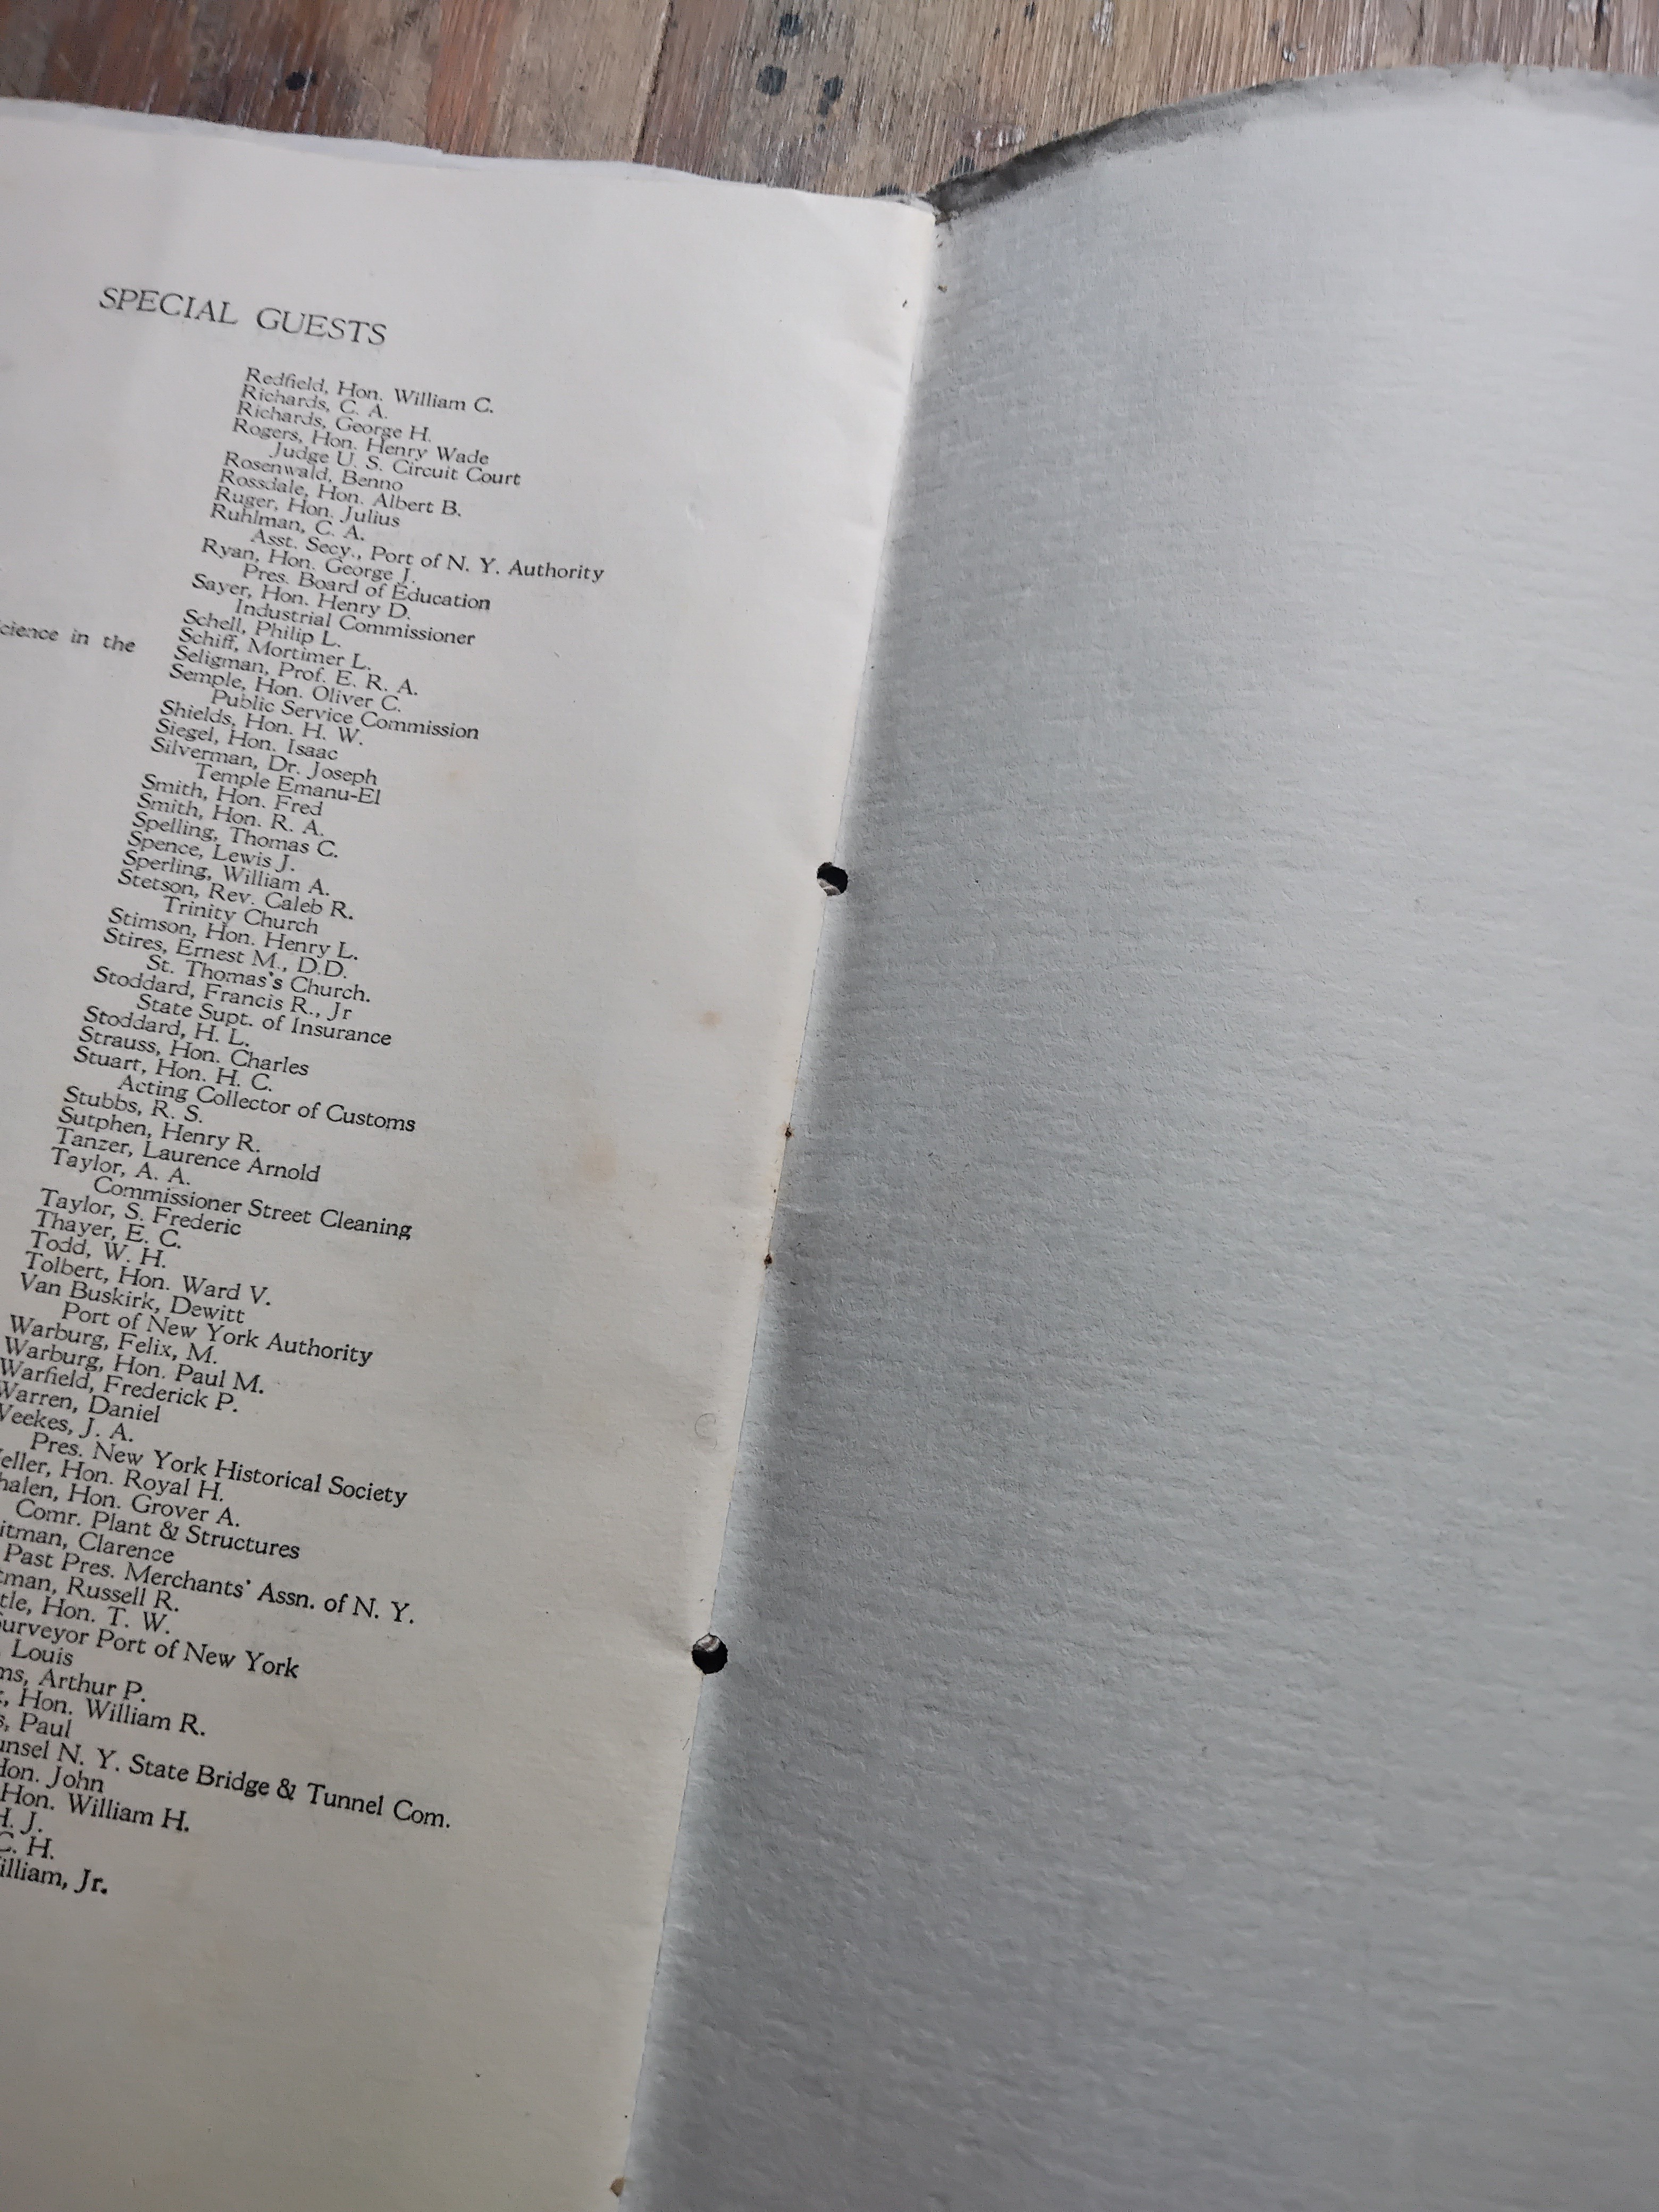 SPECIAL GUESTS
cience in the
Redfield, Hon. William C.
Richards, C. A.
Richards, George H.
Rogers, Hon. Henry Wade
Judge U. S. Circuit Court
Rosenwald, Benno
Rossdale, Hon. Albert B.
Ruger, Hon. Julius
Ruhlman, C. A.
Asst. Secy., Port of N. Y. Authority
Ryan, Hon. George J.
Pres. Board of Education
Sayer, Hon. Henry D.
Industrial Commissioner
Schell, Philip L.
Schiff, Mortimer L.
Seligman, Prof. E. R. A.
Semple, Hon. Oliver C.
Public Service Commission
Shields, Hon. H. W.
Siegel, Hon. Isaac
Silverman, Dr. Joseph
Temple Emanu-El
Smith, Hon. Fred
Smith, Hon. R. A.
Spelling, Thomas C.
Spence, Lewis J.
Sperling, William A.
Stetson, Rev. Caleb R.
Trinity Church
Stimson, Hon. Henry L.
Stires, Ernest M., D.D.
St. Thomas's Church.
Stoddard, Francis R., Jr
State Supt. of Insurance
Stoddard, H. L.
Strauss, Hon. Charles
Stuart, Hon. H. C.
Acting Collector of Customs
Stubbs, R. S.
Sutphen, Henry R.
Tanzer, Laurence Arnold
Taylor, A. A.
Commissioner Street Cleaning
Taylor, S. Frederic
Thayer, E. C.
Todd, W. H.
Tolbert, Hon. Ward V.
Van Buskirk, Dewitt
Port of New York Authority
Warburg, Felix, M.
Warburg, Hon. Paul M.
Warfield, Frederick P.
Warren, Daniel
Weekes, J. A.
Pres. New York Historical Society
eller, Hon. Royal H.
halen, Hon. Grover A.
Comr. Plant & Structures
itman, Clarence
Past Pres. Merchants' Assn. of N. Y.
tman, Russell R.
tle, Hon. T. W.
Surveyor Port of New York
Louis
ms, Arthur P.
, Hon. William R.
s, Paul
unsel N. Y. State Bridge & Tunnel Com.
Hon. John
Hon. William H.
H. J.
C. H.
illiam, Jr.